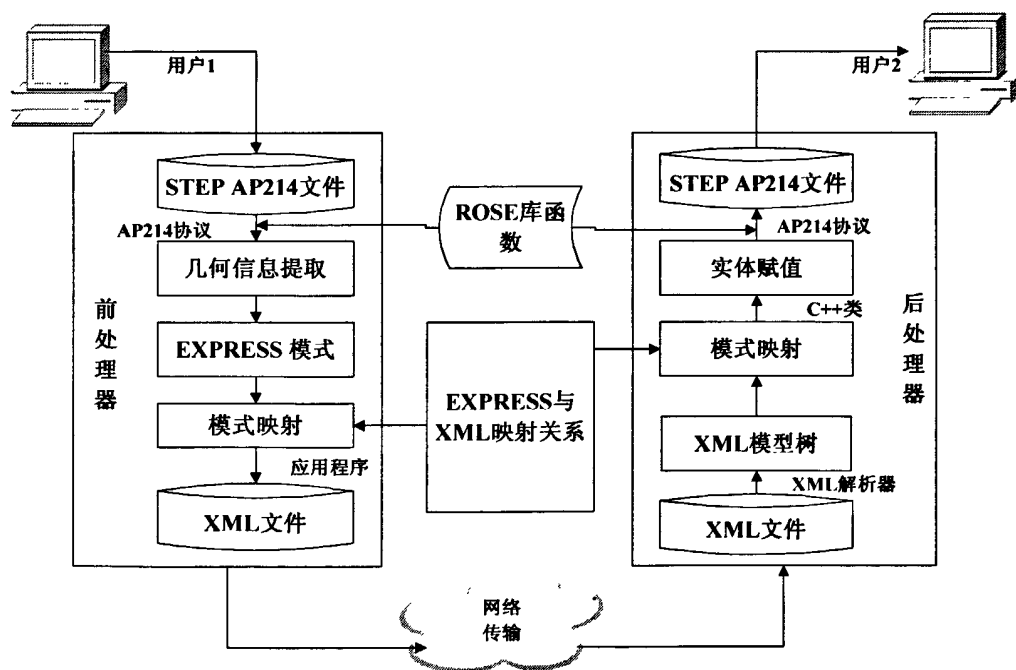 用户1
用户2
STEP AP214文件
AP214协议
几何信息提取
EXPRESS 模式
模式映射
应用程序
XML文件
前处理器
ROSE库函
数
EXPRESS与
XML映射关系
STEP AP214文件
AP214协议
实体赋值
C++类
模式映射
XML模型树
XML解析器
XML文件
后处理器
网络
传输